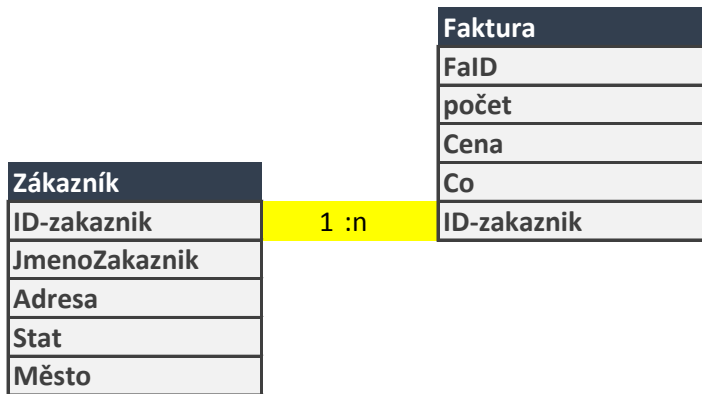 Faktura
FaID
počet
Cena
Co
ID-zakaznik
Zákazník
ID-zakaznik
1 :n
JmenoZakaznik
Adresa
Stat
Město